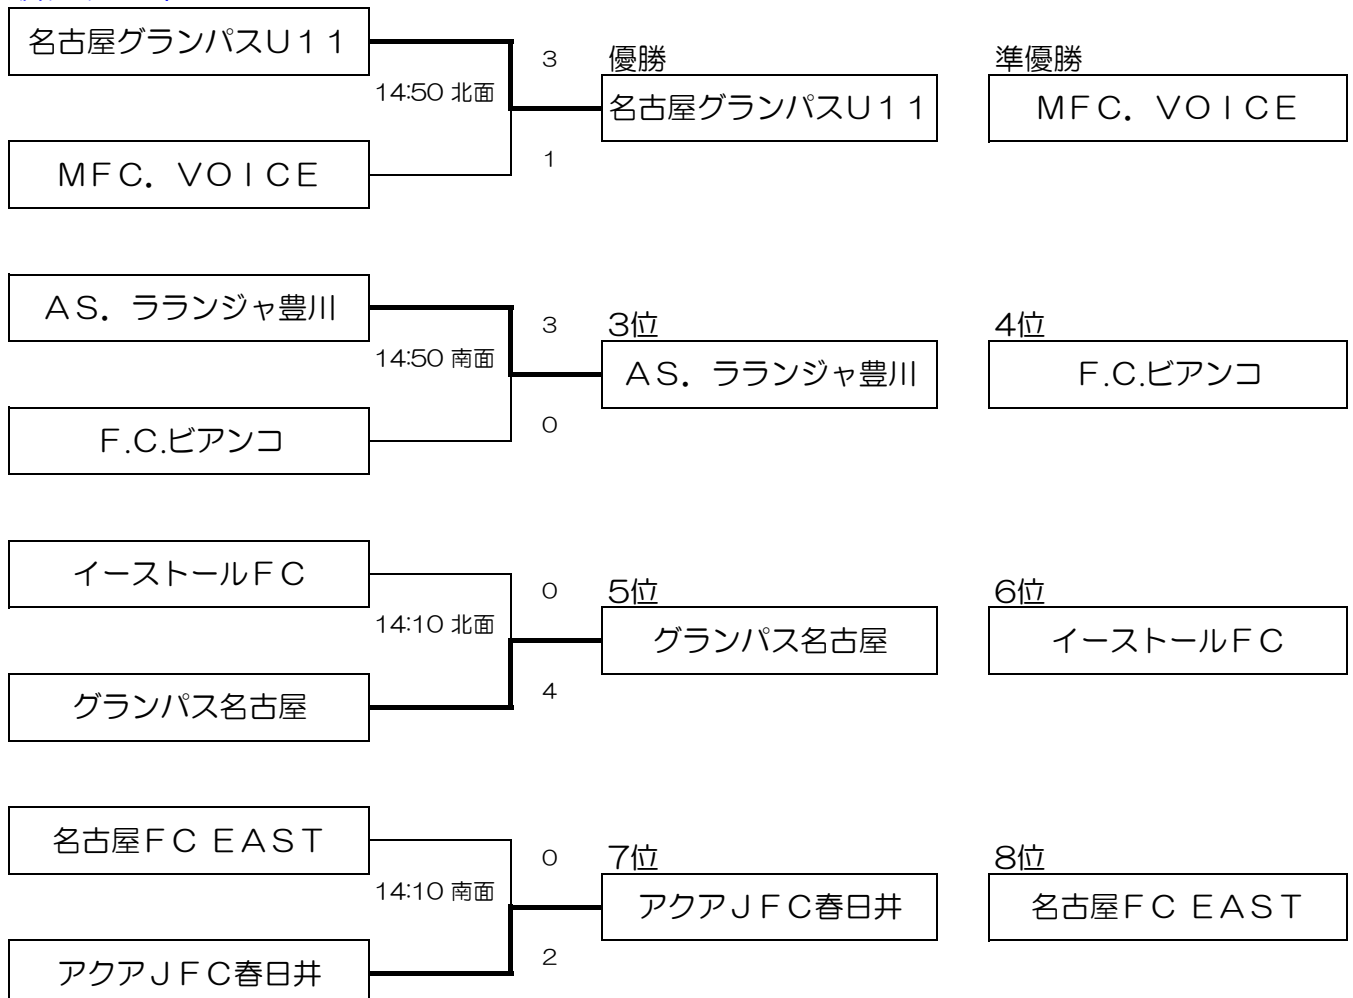 名古屋グランパスU11
3
優勝
準優勝
14:50 北面
名古屋グランパスU11
MFC. VOICE
1
MFC. VOICE
AS. ラランジャ豊川
3
3位
4位
14:50 南面
AS. ラランジャ豊川
F.C.ビアンコ
0
F.C.ビアンコ
イーストールFC
0
5位
6位
14:10 北面
グランパス名古屋
イーストールFC
4
グランパス名古屋
名古屋FC EAST
0
7位
8位
14:10 南面
アクアJFC春日井
名古屋FC EAST
2
アクアJFC春日井